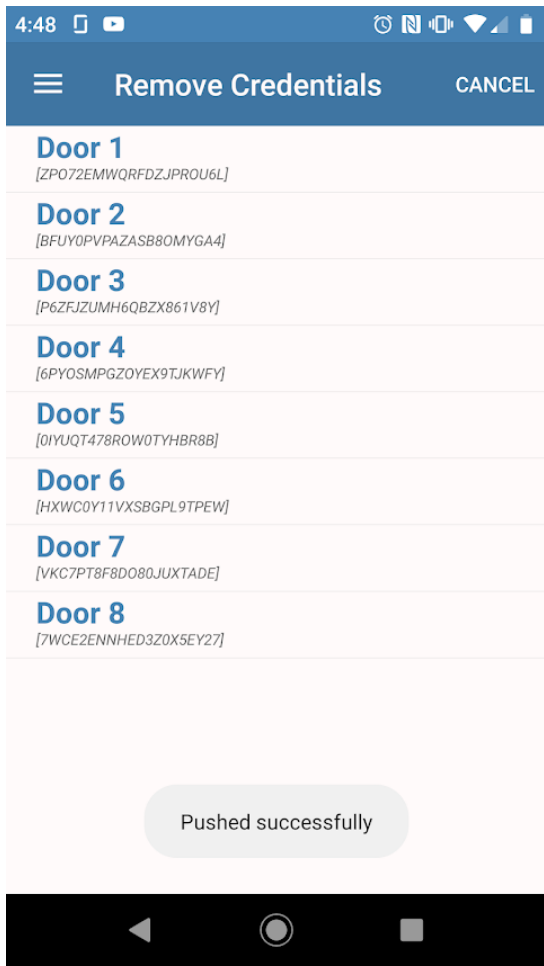 4:48
Remove Credentials CANCEL
Door 1
[ZPO72EMWQRFDZJPROU6L]
Door 2
[BFUY0PVPAZASB8OMYGA4]
Door 3
[P6ZFJZUMH6QBZX861V8Y]
Door 4
[6PYOSMPGZOYEX9TJKWFY]
Door 5
[0IYUQT478ROW0TYHBR8B]
Door 6
[HXWC0Y11VXSBGPL9TPEW]
Door 7
[VKC7PT8F8DO80JUXTADE]
Door 8
[7WCE2ENNHED3Z0X5EY27]
Pushed successfully